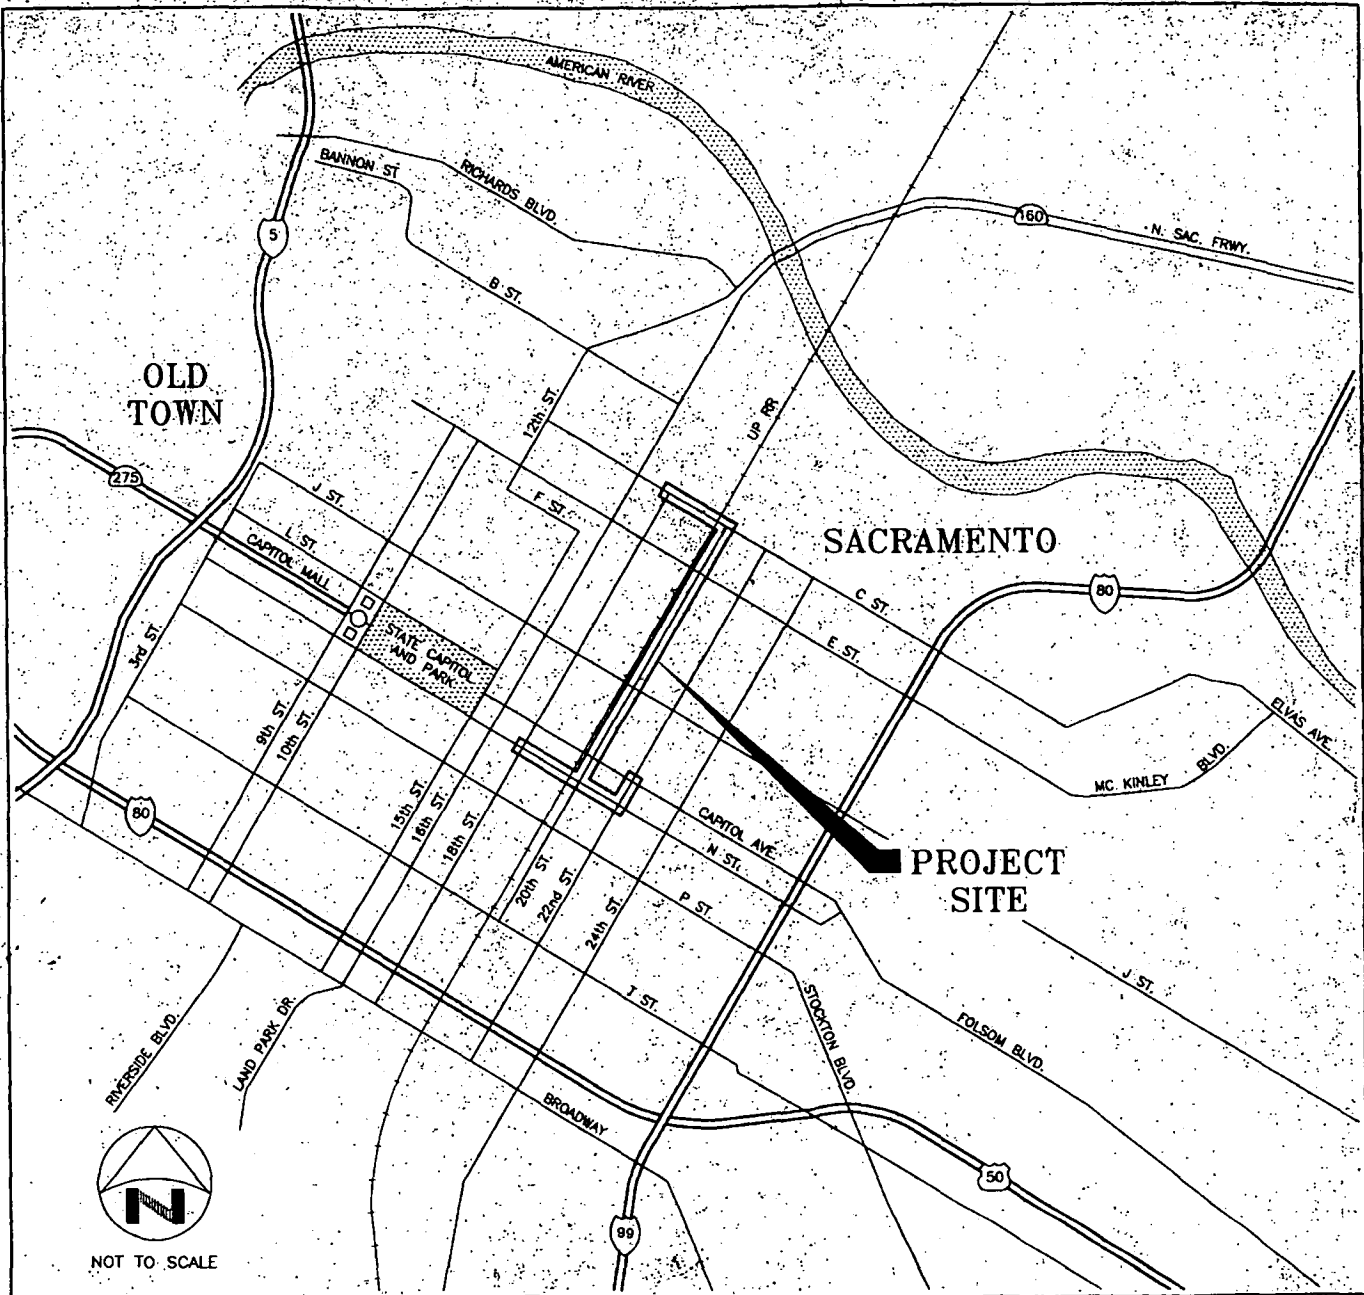 AMERICAN RIVER
BANNON ST
RICHARDS BLVD.
160
N. SAC. FRWY.
5
B ST.
OLD
TOWN
12th ST.
UP RR
275
J ST.
F ST.
L ST.
CAPITOL MALL
SACRAMENTO
C ST.
80
STATE CAPITOL
AND PARK
E ST.
3rd ST.
9th ST.
10th ST.
ELVAS AVE.
MC KINLEY BLVD.
80
15th ST.
16th ST.
18th ST.
CAPITOL AVE.
N ST.
PROJECT
SITE
20th ST.
22nd ST.
24th ST.
P ST.
J ST.
T ST.
STOCKTON BLVD.
FOLSOM BLVD.
RIVERSIDE BLVD.
LAND PARK DR.
BROADWAY
50
N
99
NOT TO SCALE